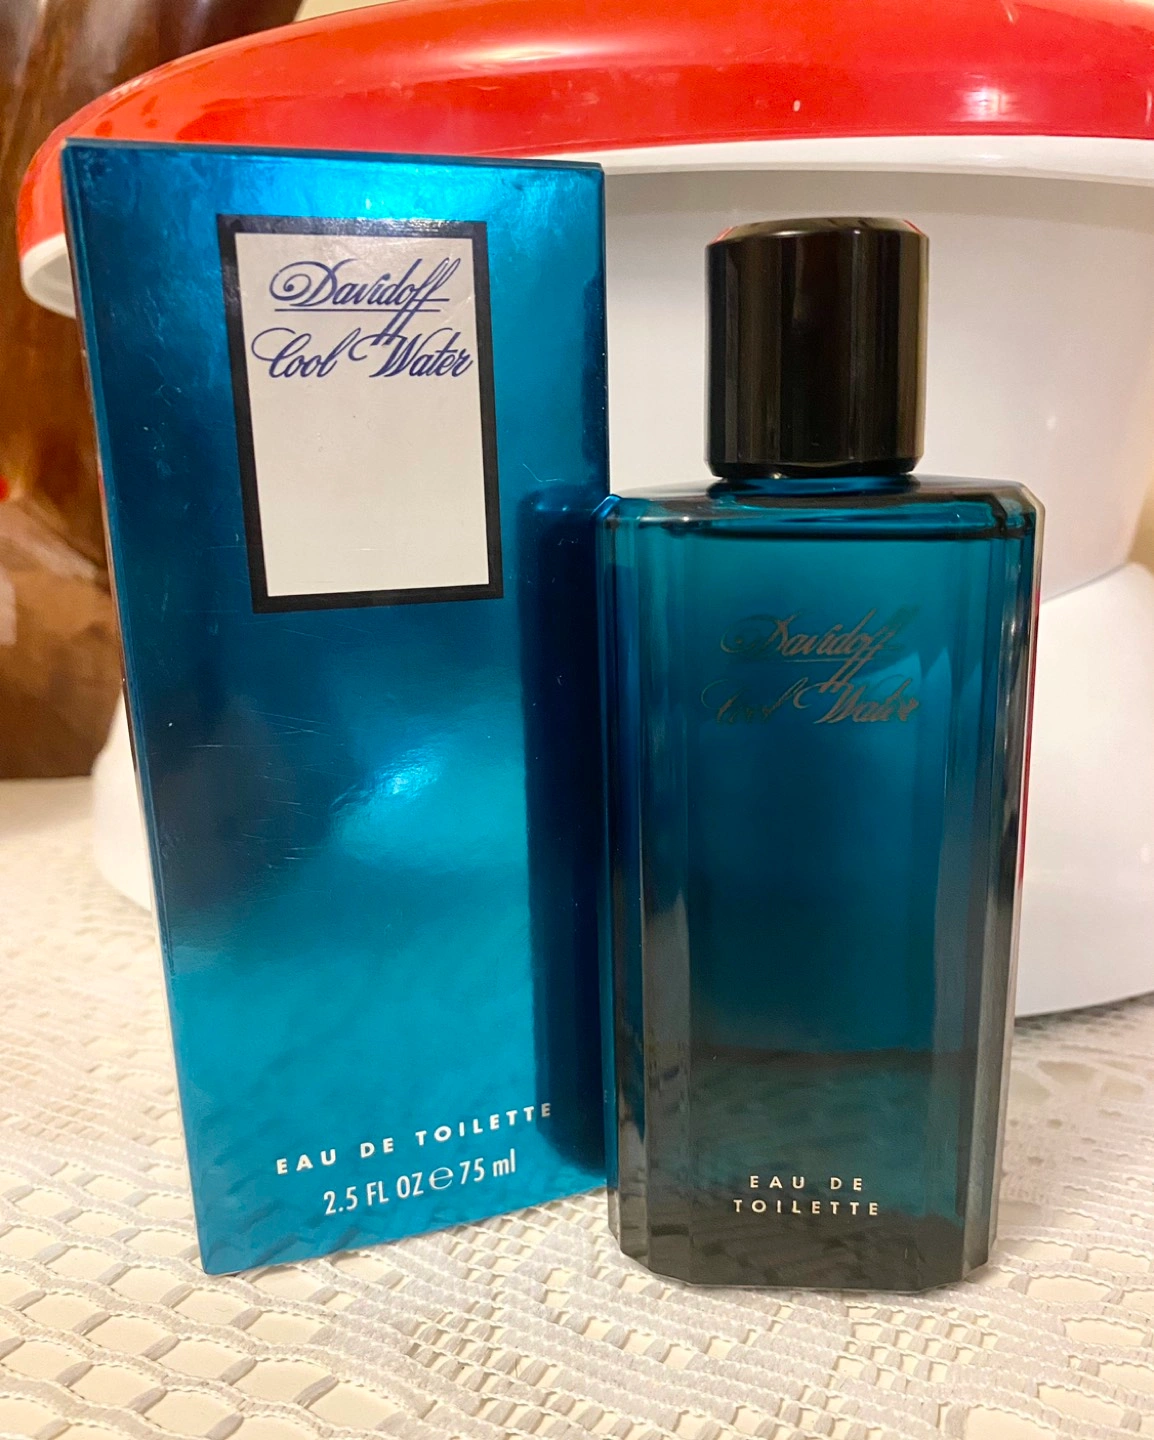 Davidoff
Cool Water
EAU DE TOILETTE
2.5 FL OZ ℮ 75 ml
Davidoff
Cool Water
EAU DE
TOILETTE